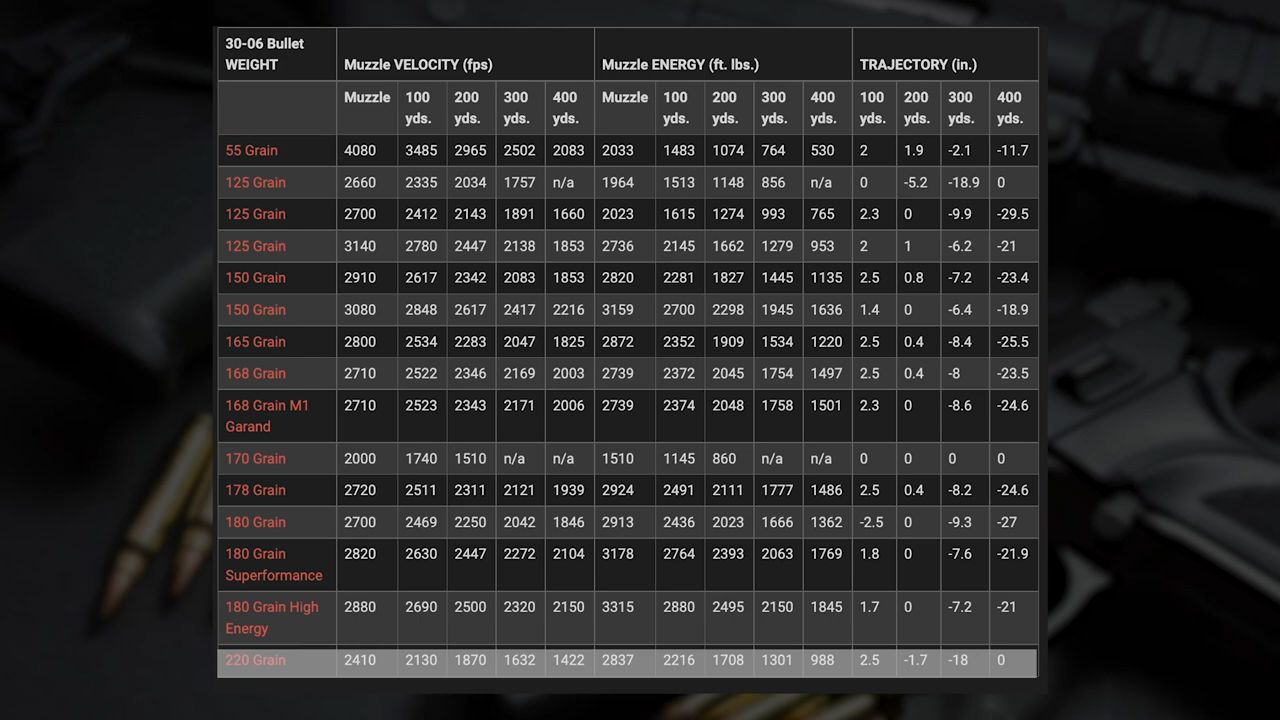 30-06 Bullet
WEIGHT Muzzle VELOCITY (fps) Muzzle ENERGY (ft. lbs.) TRAJECTORY (in.)
Muzzle 100 yds. 200 yds. 300 yds. 400 yds. Muzzle 100 yds. 200 yds. 300 yds. 400 yds. 100 yds. 200 yds. 300 yds. 400 yds.
55 Grain 4080 3485 2965 2502 2083 2033 1483 1074 764 530 2 1.9 -2.1 -11.7
125 Grain 2660 2335 2034 1757 n/a 1964 1513 1148 856 n/a 0 -5.2 -18.9 0
125 Grain 2700 2412 2143 1891 1660 2023 1615 1274 993 765 2.3 0 -9.9 -29.5
125 Grain 3140 2780 2447 2138 1853 2736 2145 1662 1279 953 2 1 -6.2 -21
150 Grain 2910 2617 2342 2083 1853 2820 2281 1827 1445 1135 2.5 0.8 -7.2 -23.4
150 Grain 3080 2848 2617 2417 2216 3159 2700 2298 1945 1636 1.4 0 -6.4 -18.9
165 Grain 2800 2534 2283 2047 1825 2872 2352 1909 1534 1220 2.5 0.4 -8.4 -25.5
168 Grain 2710 2522 2346 2169 2003 2739 2372 2045 1754 1497 2.5 0.4 -8 -23.5
168 Grain M1 Garand 2710 2523 2343 2171 2006 2739 2374 2048 1758 1501 2.3 0 -8.6 -24.6
170 Grain 2000 1740 1510 n/a n/a 1510 1145 860 n/a n/a 0 0 0 0
178 Grain 2720 2511 2311 2121 1939 2924 2491 2111 1777 1486 2.5 0.4 -8.2 -24.6
180 Grain 2700 2469 2250 2042 1846 2913 2436 2023 1666 1362 -2.5 0 -9.3 -27
180 Grain Superformance 2820 2630 2447 2272 2104 3178 2764 2393 2063 1769 1.8 0 -7.6 -21.9
180 Grain High Energy 2880 2690 2500 2320 2150 3315 2880 2495 2150 1845 1.7 0 -7.2 -21
220 Grain 2410 2130 1870 1632 1422 2837 2216 1708 1301 988 2.5 -1.7 -18 0